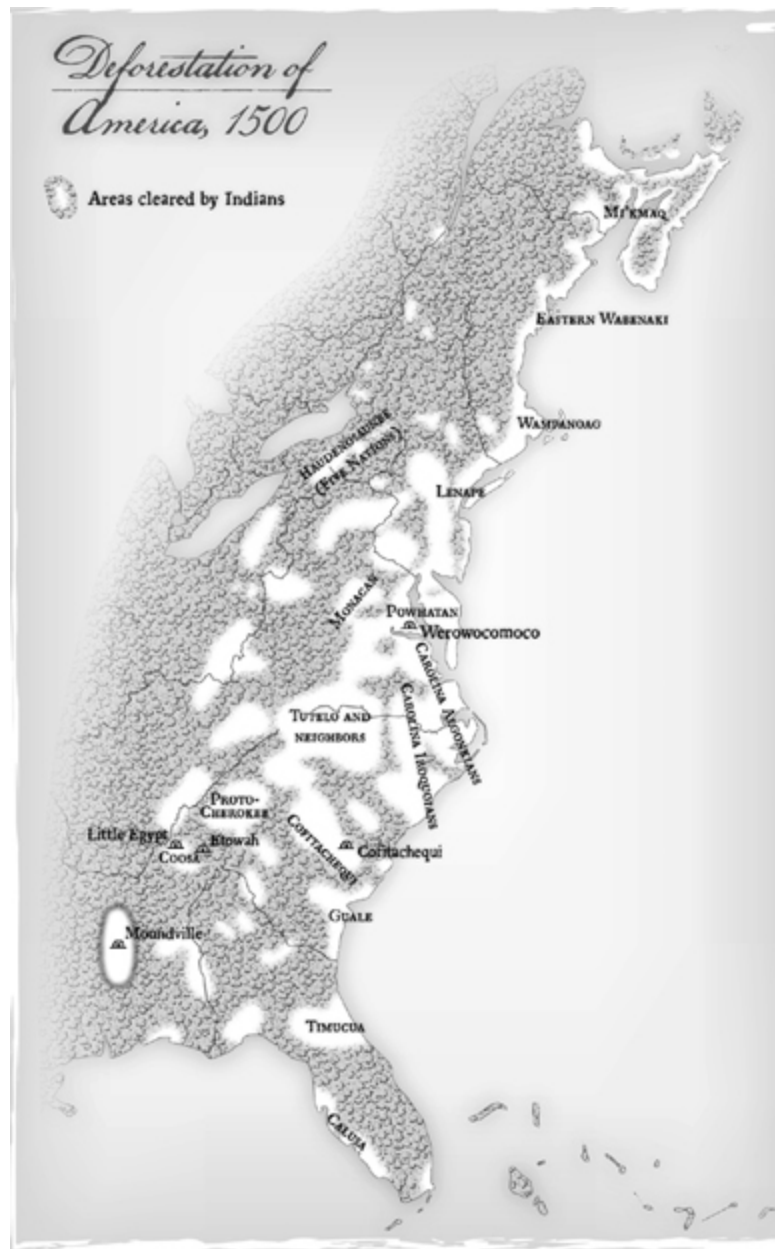 Deforestation of
America, 1500
Areas cleared by Indians
MI'KMAQ
EASTERN WABENAKI
WAMPANOAG
HAUDENOSAUNEE
(FIVE NATIONS)
LENAPE
MONACAN
POWHATAN
Werowocomoco
CAROLINA ALGONKIANS
CAROLINA IROQUOIANS
TUTELO AND
NEIGHBORS
PROTO-
CHEROKEE
Little Egypt
Etowah
COOSA
COFITACHEQUI
Cofitachequi
GUALE
Moundville
TIMUCUA
CALUSA